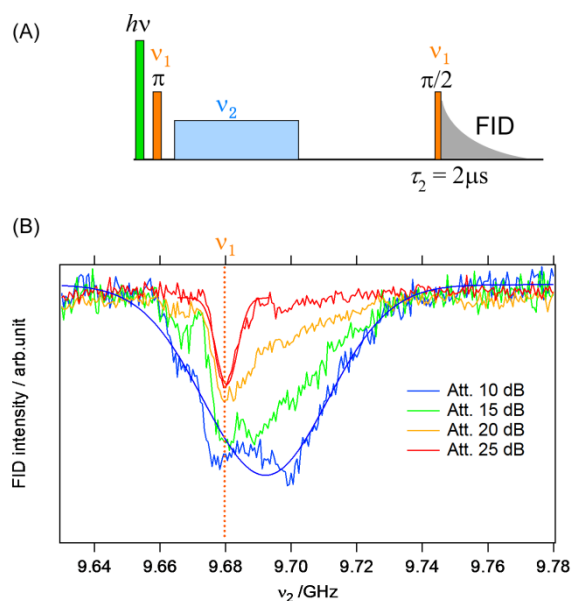 (A)
hν
ν1
π
ν2
ν1
π/2
FID
τ2 = 2μs
(B)
ν1
FID intensity / arb.unit
Att. 10 dB
Att. 15 dB
Att. 20 dB
Att. 25 dB
9.64 9.66 9.68 9.70 9.72 9.74 9.76 9.78
ν2 /GHz